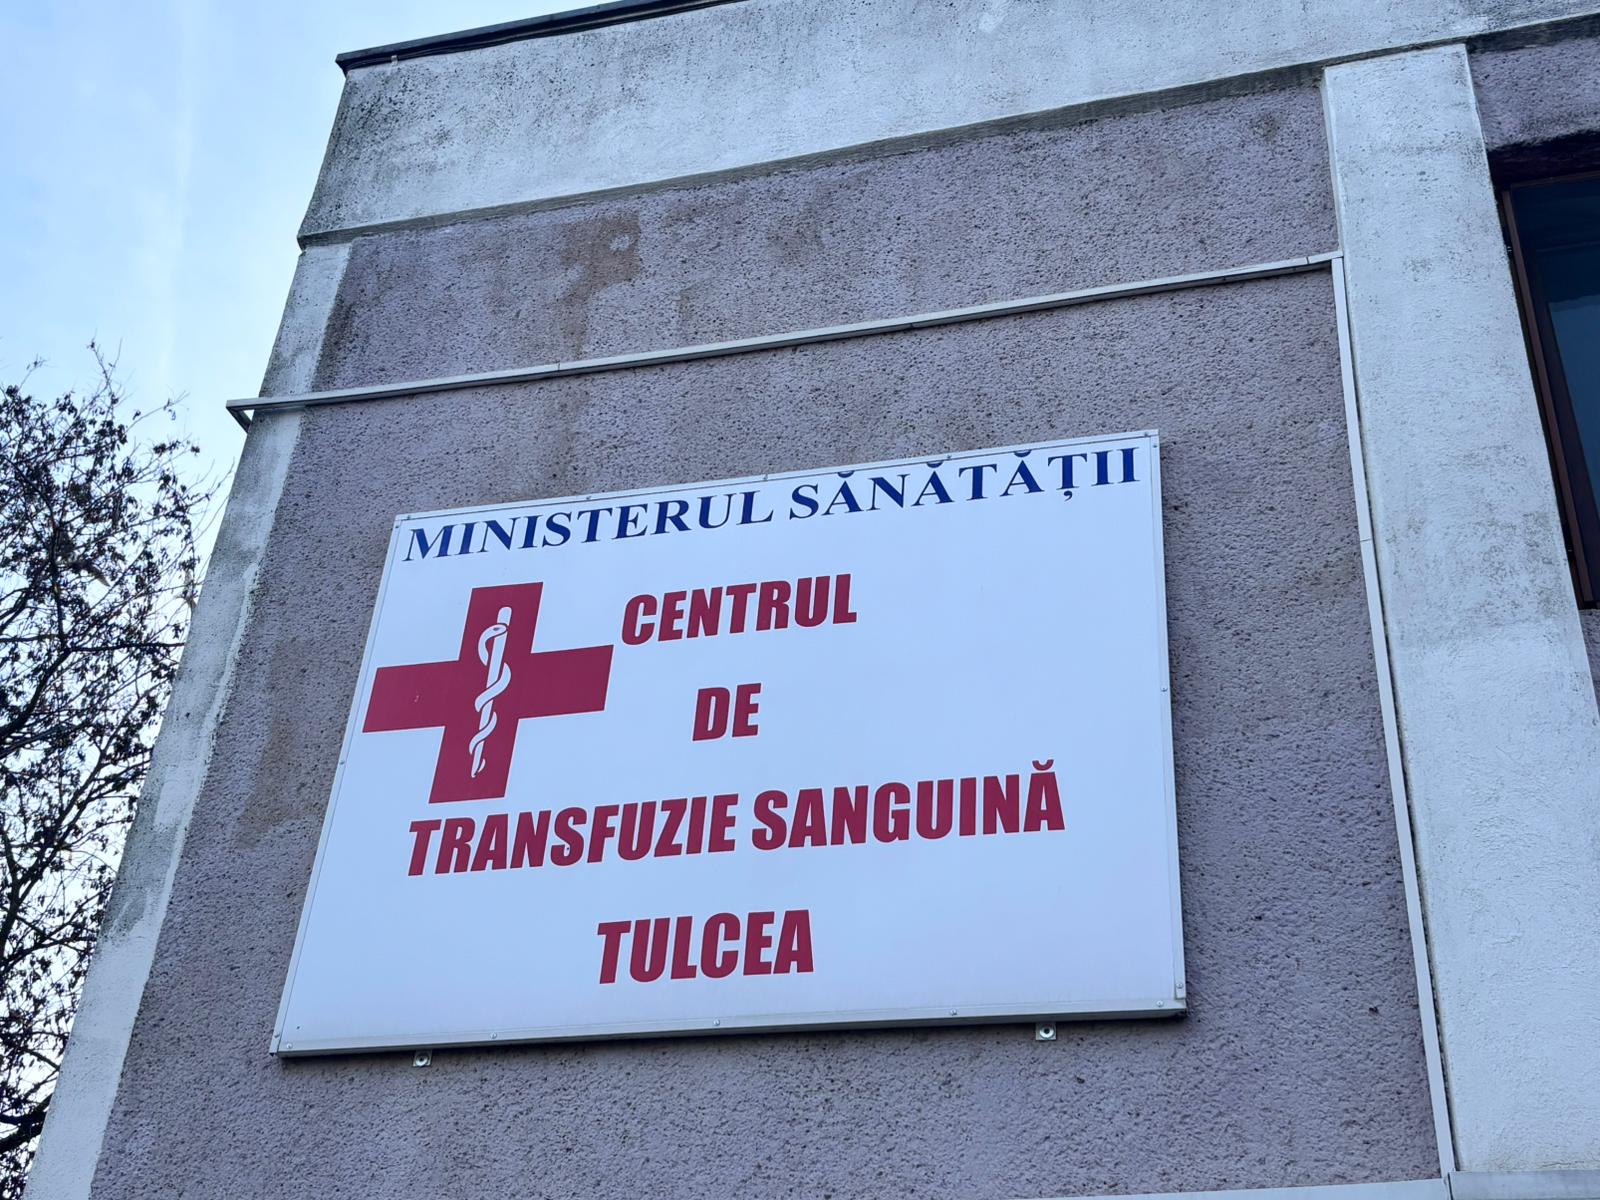 MINISTERUL SĂNĂTĂȚII
CENTRUL
DE
TRANSFUZIE SANGUINĂ
TULCEA